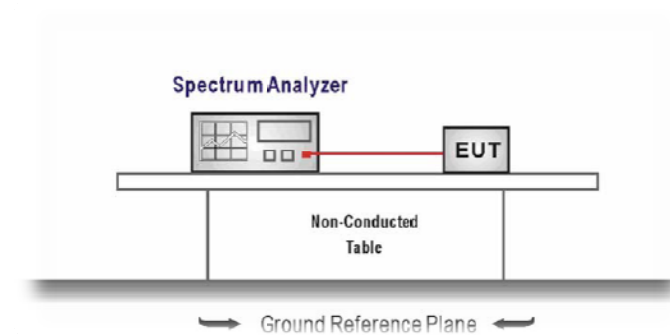 Spectrum Analyzer
EUT
Non-Conducted
Table
Ground Reference Plane